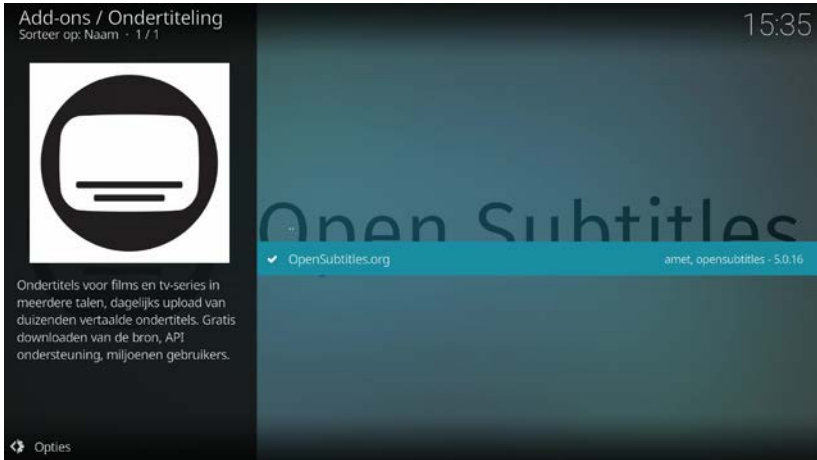 Add-ons / Ondertiteling
Sorteer op: Naam · 1 / 1
15:35
Open Subtitles
..
✔ OpenSubtitles.org amet, opensubtitles - 5.0.16
Ondertitels voor films en tv-series in
meerdere talen, dagelijks upload van
duizenden vertaalde ondertitels. Gratis
downloaden van de bron, API
ondersteuning, miljoenen gebruikers.
Opties